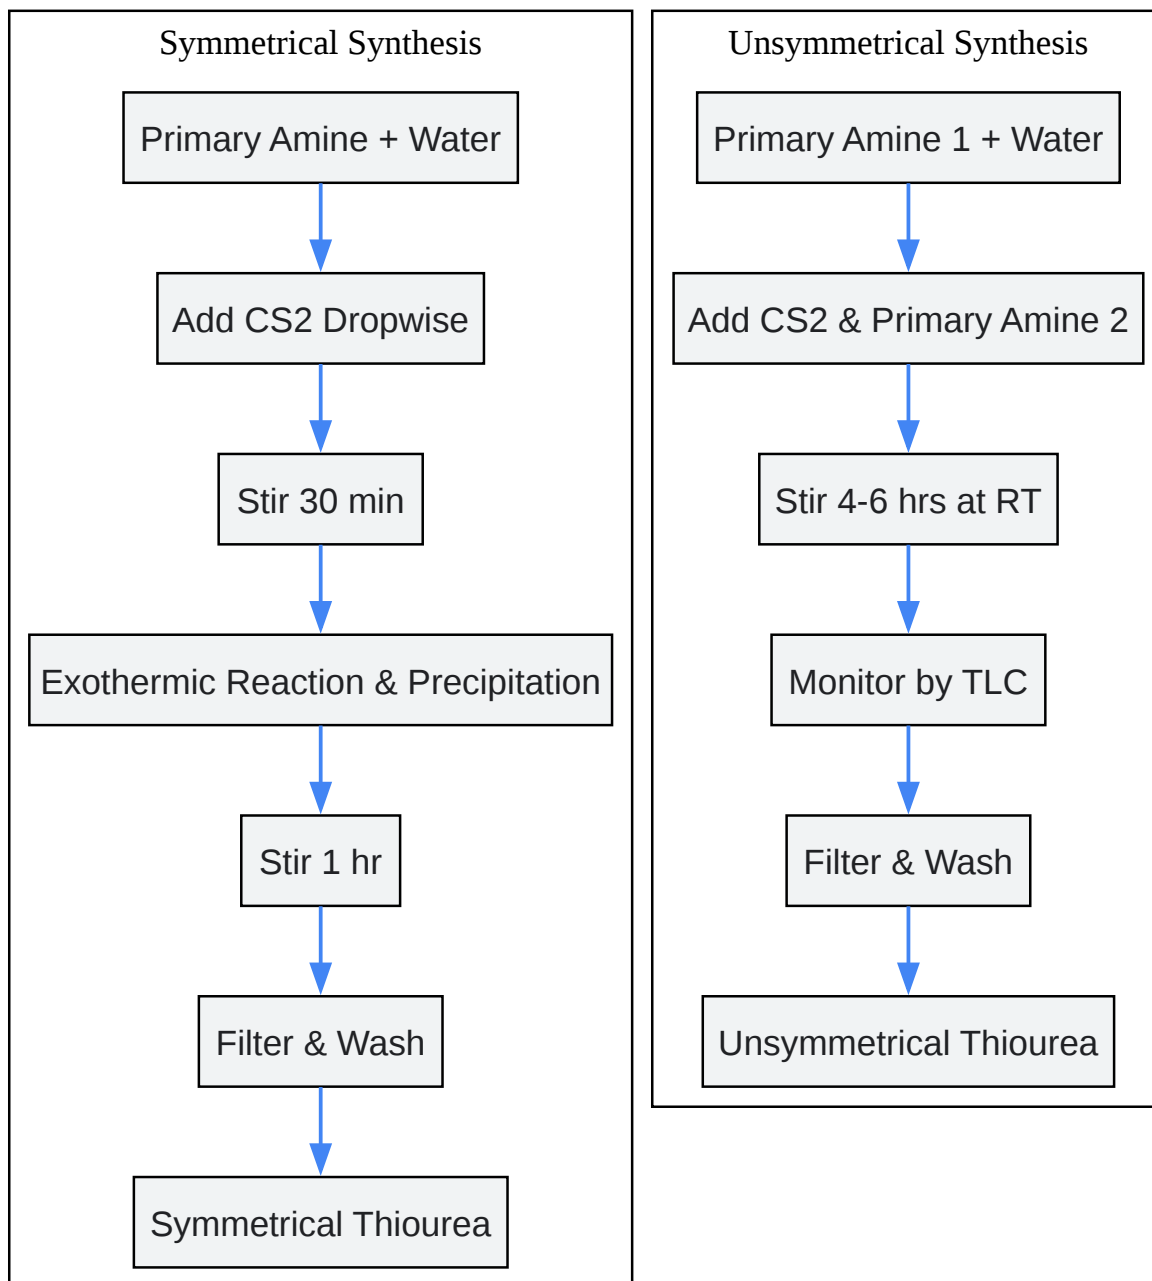 Symmetrical Synthesis
Primary Amine + Water
Add CS2 Dropwise
Stir 30 min
Exothermic Reaction & Precipitation
Stir 1 hr
Filter & Wash
Symmetrical Thiourea
Unsymmetrical Synthesis
Primary Amine 1 + Water
Add CS2 & Primary Amine 2
Stir 4-6 hrs at RT
Monitor by TLC
Filter & Wash
Unsymmetrical Thiourea